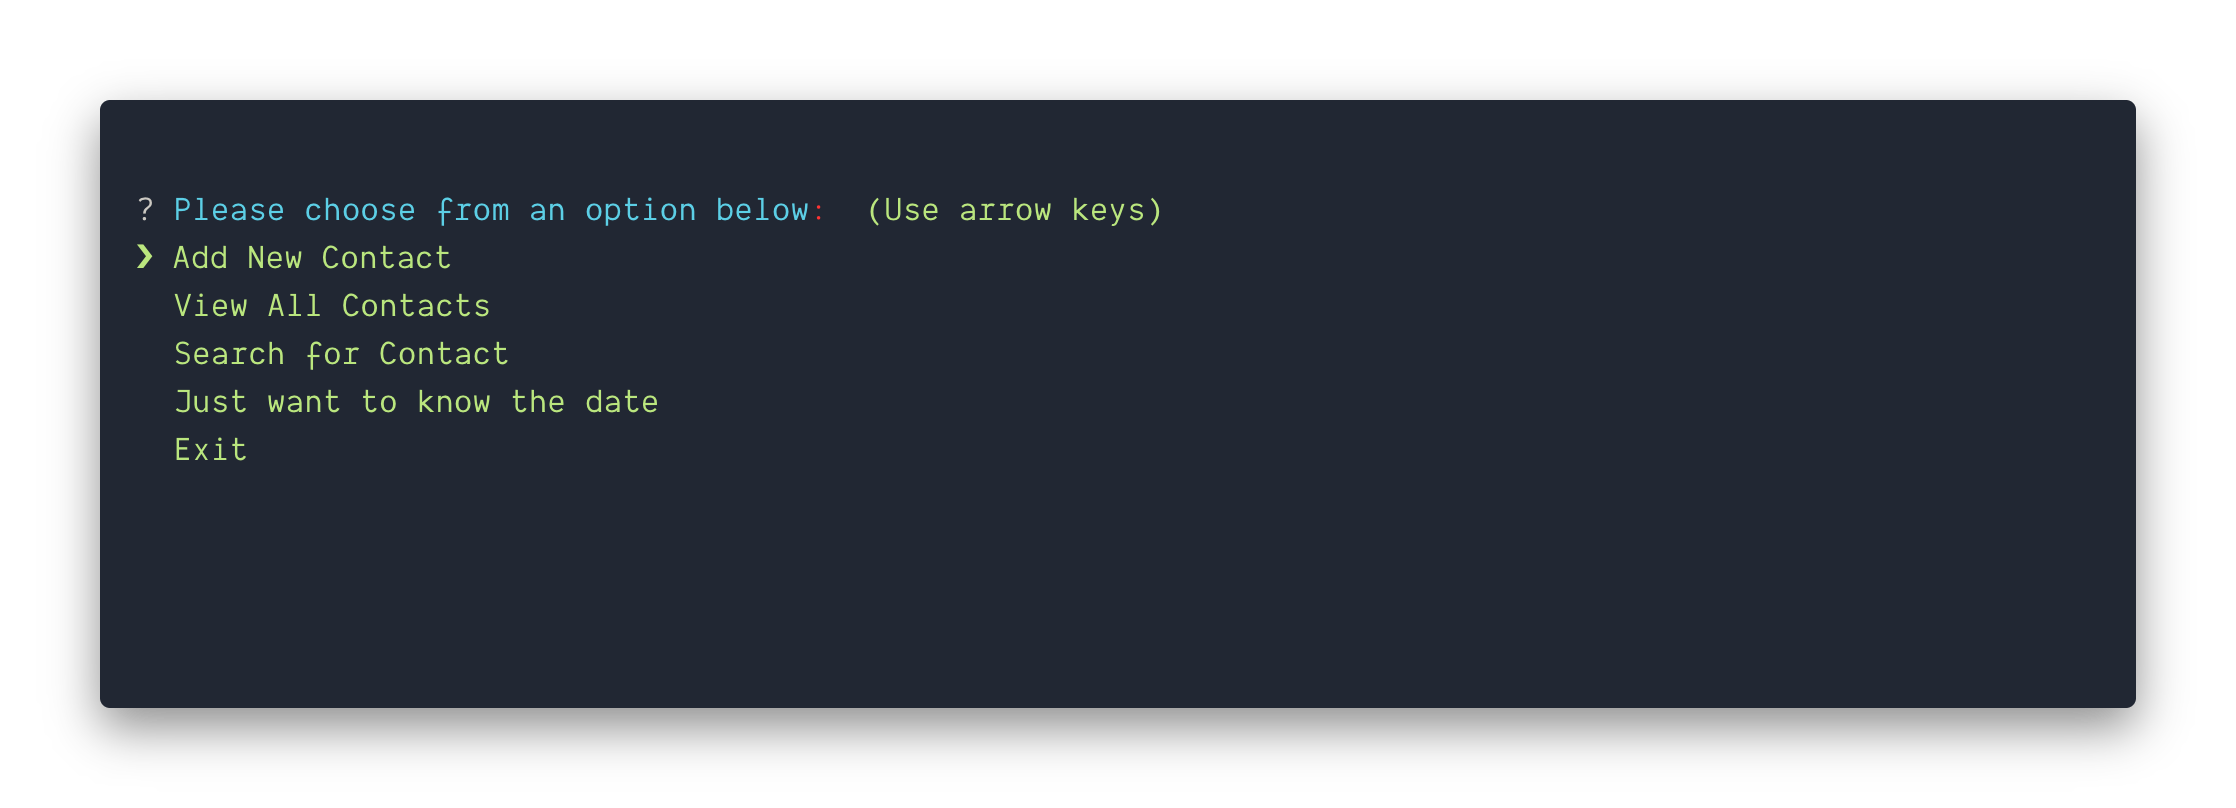 ? Please choose from an option below:  (Use arrow keys)
❯ Add New Contact
  View All Contacts
  Search for Contact
  Just want to know the date
  Exit